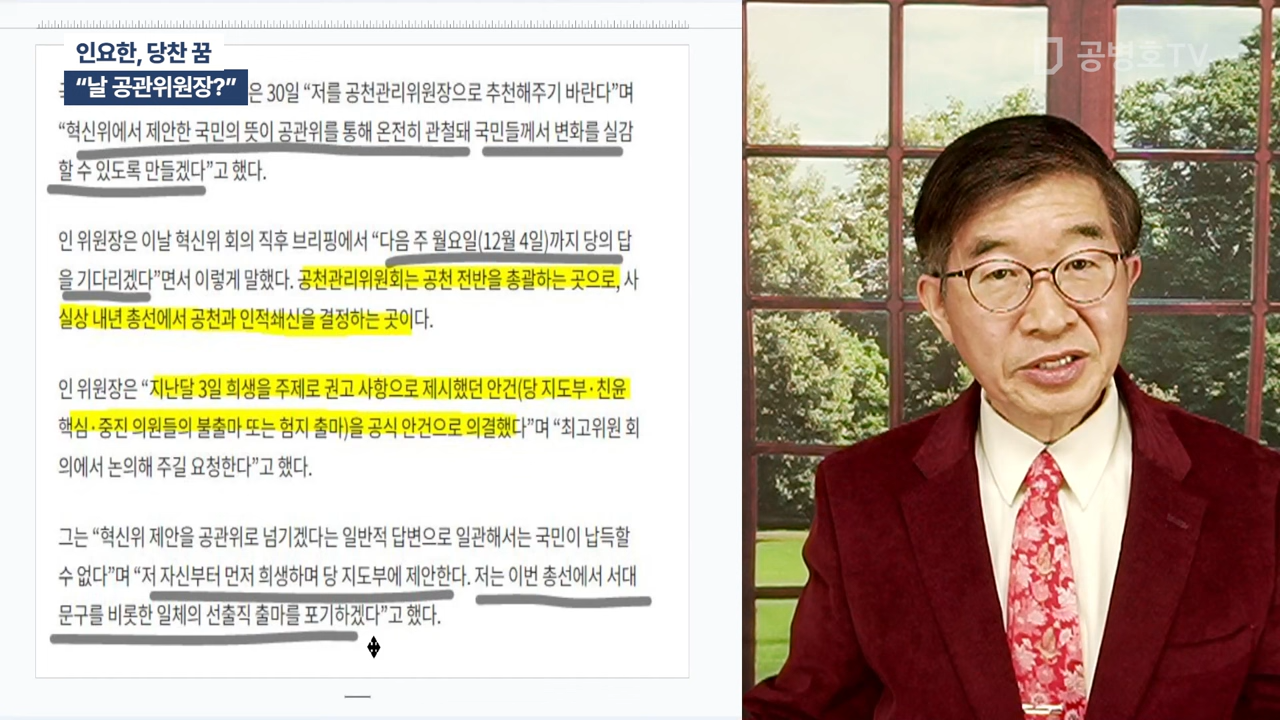 인요한, 당찬 꿈
“날 공관위원장?”
은 30일 “저를 공천관리위원장으로 추천해주기 바란다”며
“혁신위에서 제안한 국민의 뜻이 공관위를 통해 온전히 관철돼 국민들께서 변화를 실감
할 수 있도록 만들겠다”고 했다.
인 위원장은 이날 혁신위 회의 직후 브리핑에서 “다음 주 월요일(12월 4일)까지 당의 답
을 기다리겠다”면서 이렇게 말했다. 공천관리위원회는 공천 전반을 총괄하는 곳으로, 사
실상 내년 총선에서 공천과 인적쇄신을 결정하는 곳이다.
인 위원장은 “지난달 3일 희생을 주제로 권고 사항으로 제시했던 안건(당 지도부·친윤
핵심·중진 의원들의 불출마 또는 험지 출마)을 공식 안건으로 의결했다”며 “최고위원 회
의에서 논의해 주길 요청한다”고 했다.
그는 “혁신위 제안을 공관위로 넘기겠다는 일반적 답변으로 일관해서는 국민이 납득할
수 없다”며 “저 자신부터 먼저 희생하며 당 지도부에 제안한다. 저는 이번 총선에서 서대
문구를 비롯한 일체의 선출직 출마를 포기하겠다”고 했다.
공병호TV